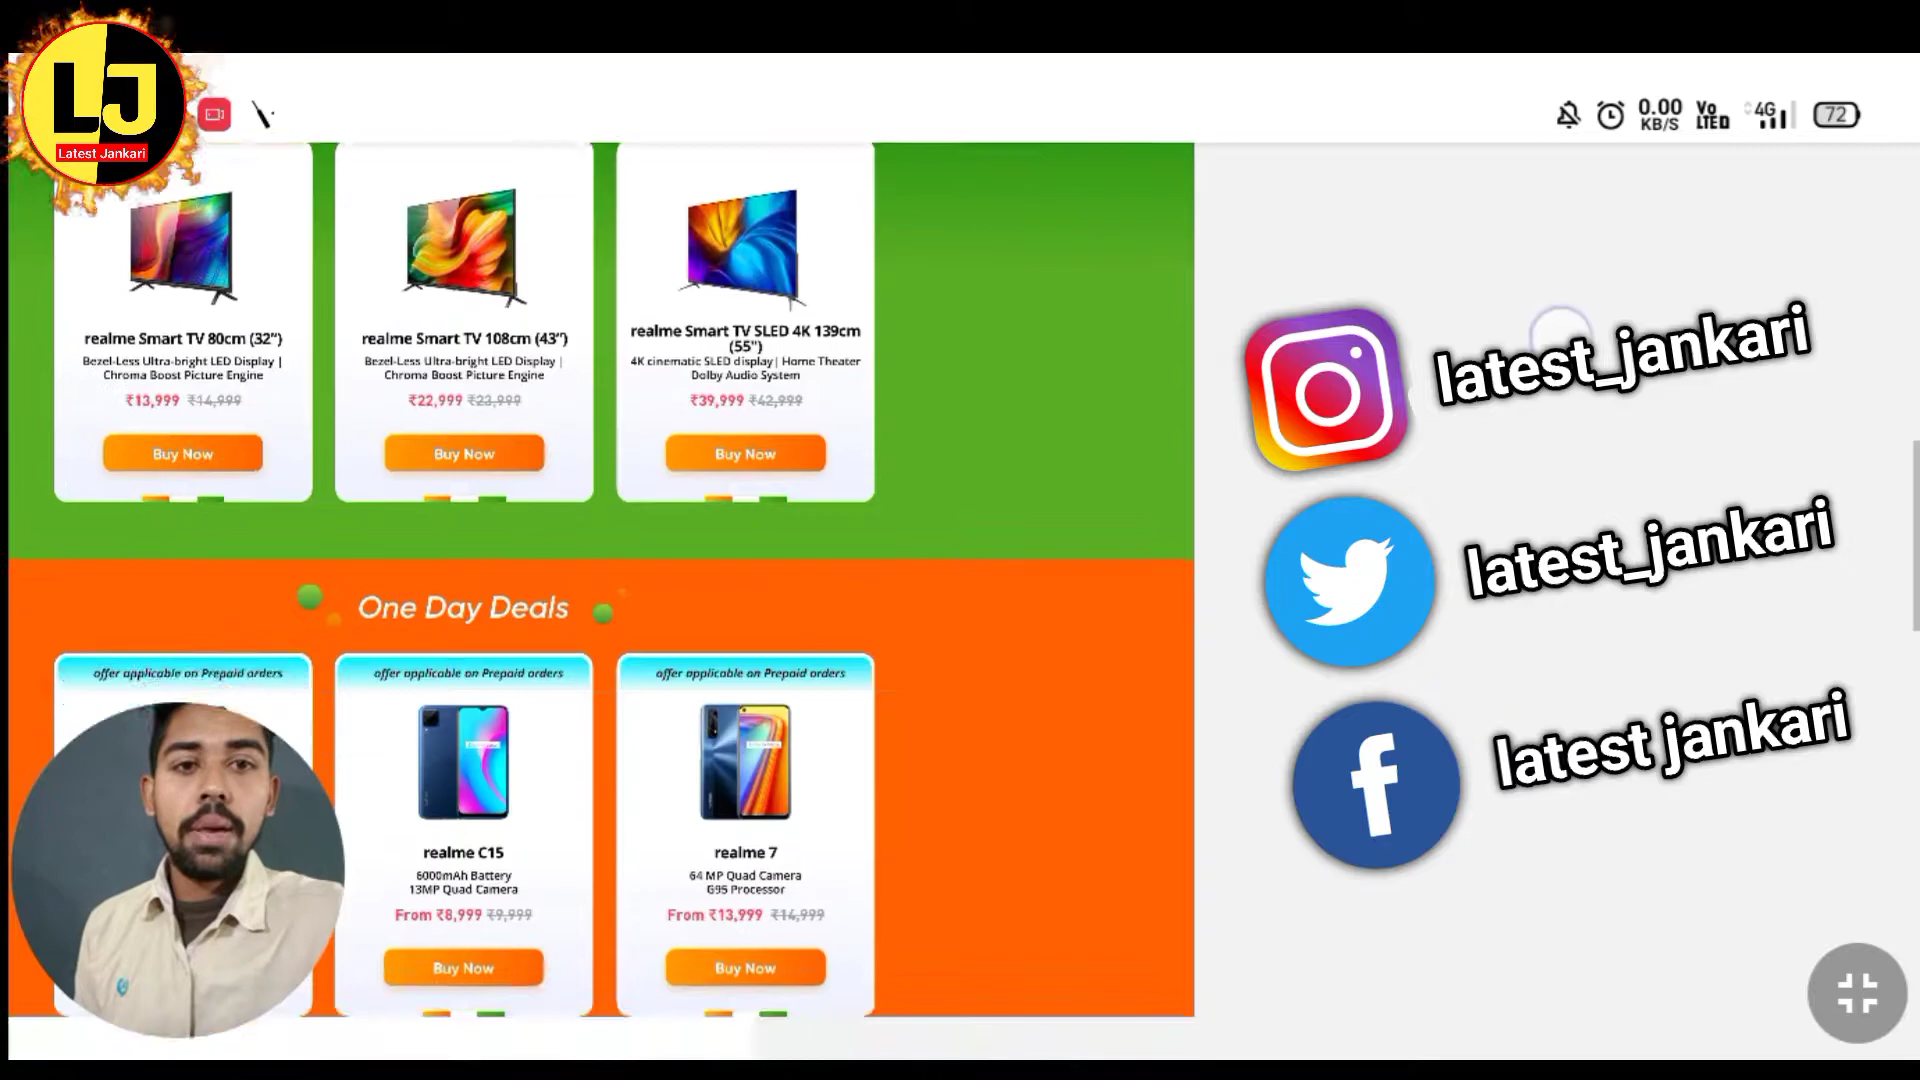 LJ
Latest Jankari
0.00
KB/S
Vo
LTED
4G
72
realme Smart TV 80cm (32")
Bezel-Less Ultra-bright LED Display |
Chroma Boost Picture Engine
₹13,999 ₹14,999
Buy Now
realme Smart TV 108cm (43")
Bezel-Less Ultra-bright LED Display |
Chroma Boost Picture Engine
₹22,999 ₹23,999
Buy Now
realme Smart TV SLED 4K 139cm
(55")
4K cinematic SLED display| Home Theater
Dolby Audio System
₹39,999 ₹42,999
Buy Now
One Day Deals
offer applicable on Prepaid orders
offer applicable on Prepaid orders
realme C15
6000mAh Battery
13MP Quad Camera
From ₹8,999 ₹9,999
Buy Now
offer applicable on Prepaid orders
realme 7
64 MP Quad Camera
G95 Processor
From ₹13,999 ₹14,999
Buy Now
latest_jankari
latest_jankari
f
latest jankari